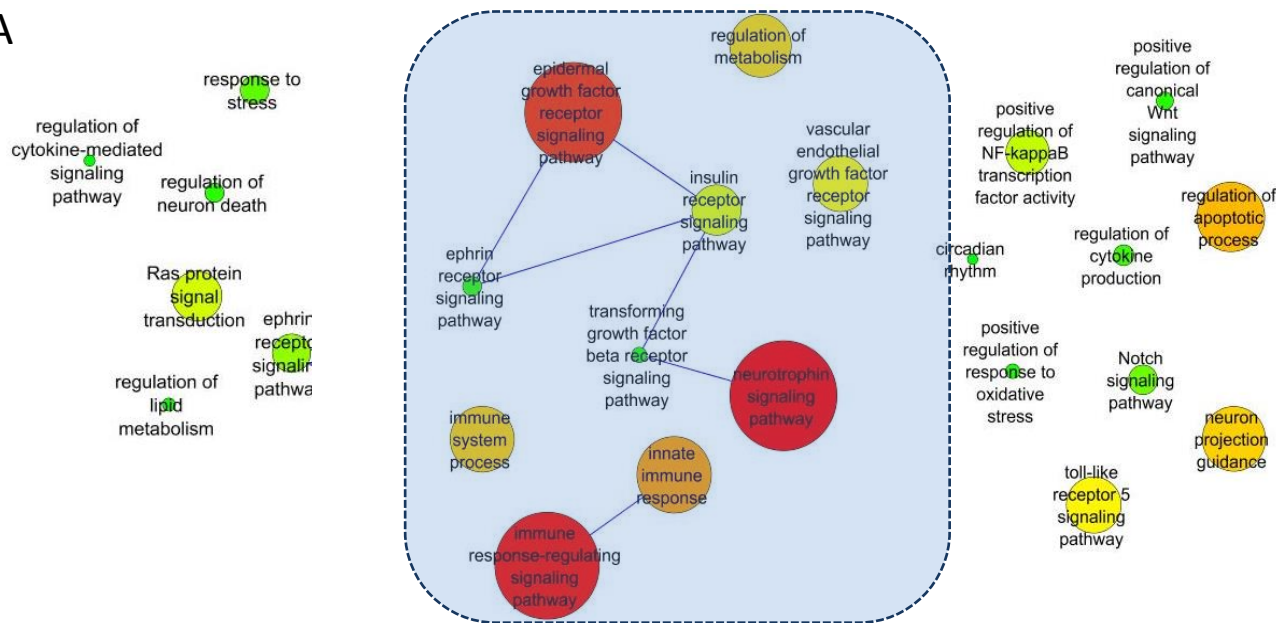 A
response to
stress
regulation of
cytokine-mediated
signaling
pathway
regulation of
neuron death
Ras protein
signal
transduction
ephrin
recepto
signalin
pathwa
regulation of
lipid
metabolism
regulation of
metabolism
epidermal
growth factor
receptor
signaling
pathway
vascular
endothelial
growth factor
receptor
signaling
pathway
insulin
receptor
signaling
pathway
ephrin
receptor
signaling
pathway
transforming
growth factor
beta receptor
signaling
pathway
neurotrophin
signaling
pathway
immune
system
process
innate
immune
response
immune
response-regulating
signaling
pathway
positive
regulation of
canonical
Wnt
signaling
pathway
positive
regulation of
NF-kappaB
transcription
factor activity
regulation of
apoptotic
process
circadian
rhythm
regulation of
cytokine
production
positive
regulation of
response to
oxidative
stress
Notch
signaling
pathway
neuron
projection
guidance
toll-like
receptor 5
signaling
pathway